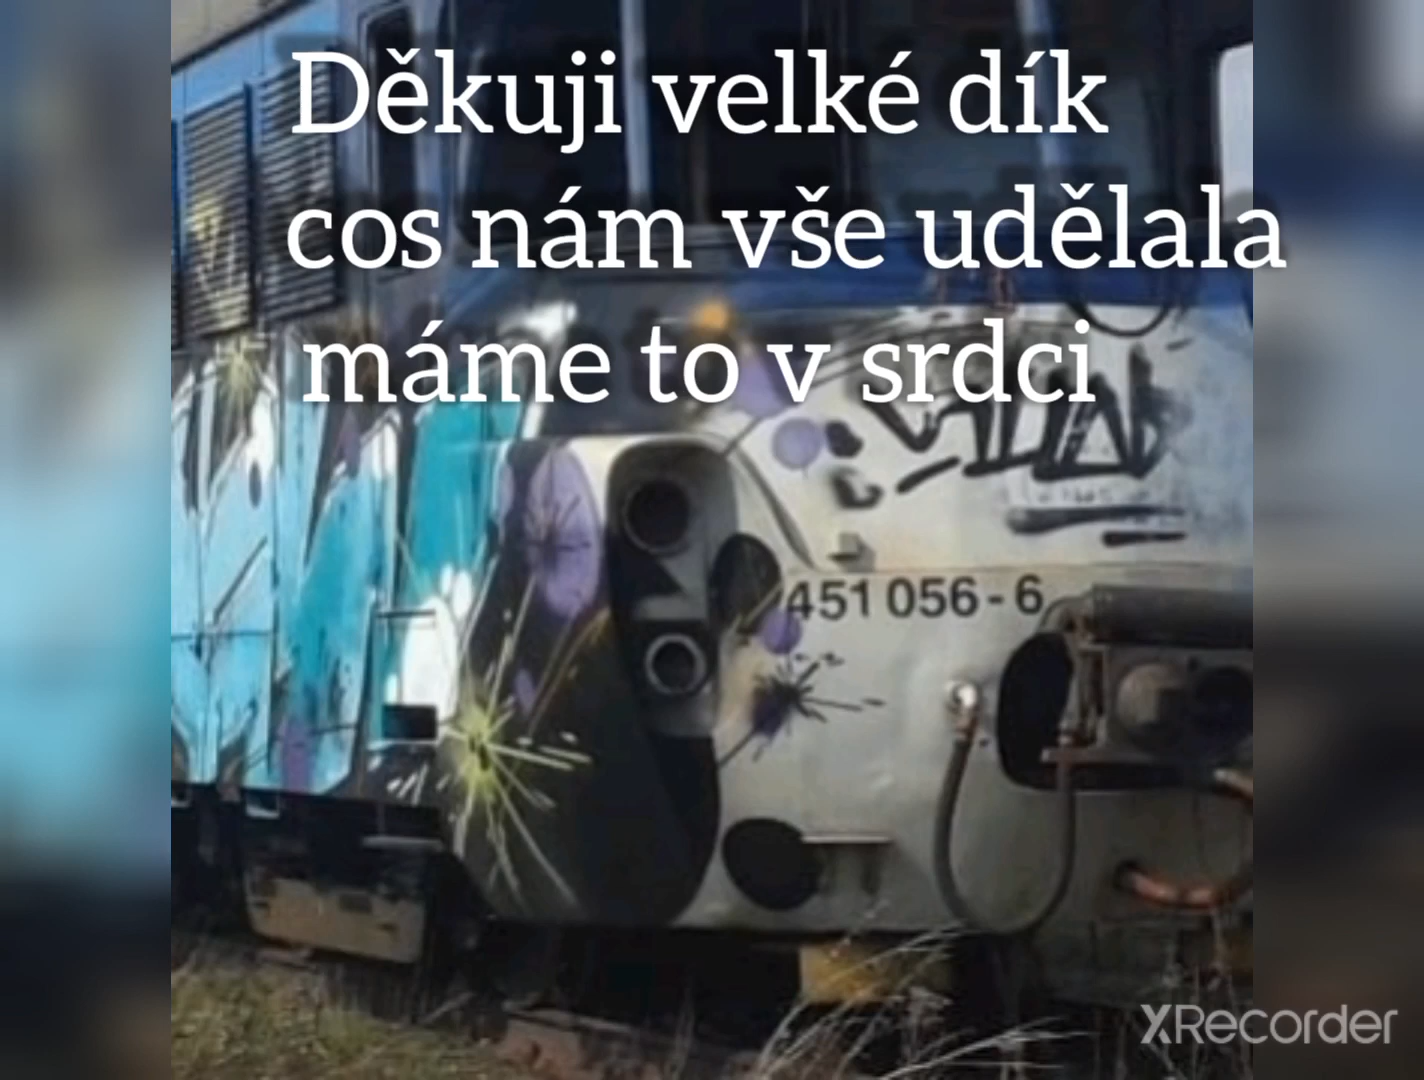 Děkuji velké dík
cos nám vše udělala
máme to v srdci
451 056-6
XRecorder